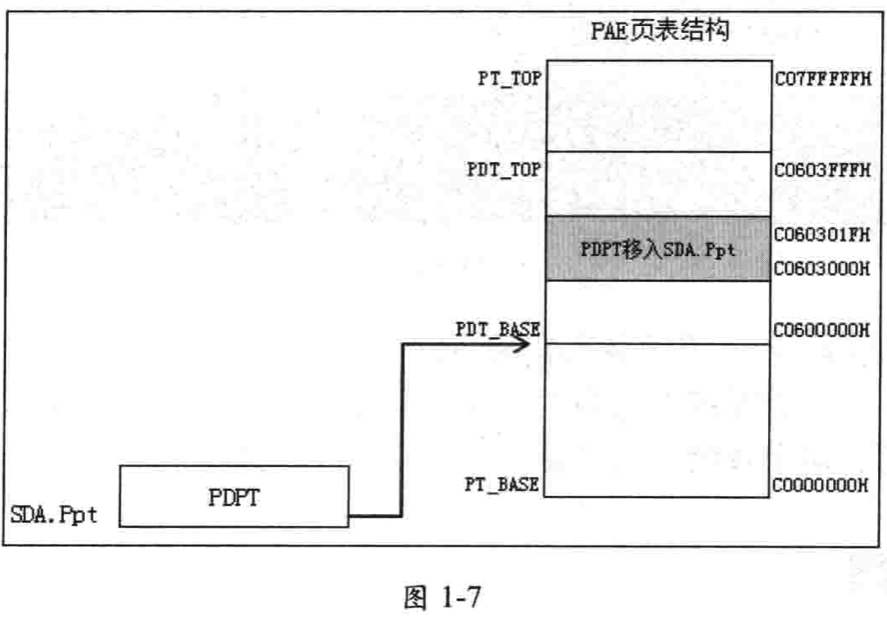 PAE页表结构
PT_TOP
C07FFFFFH
PDT_TOP
C0603FFFH
C060301FH
PDPT移入SDA.Ppt
C0603000H
PDT_BASE
C0600000H
PT_BASE
C0000000H
SDA.Ppt
PDPT
图 1-7